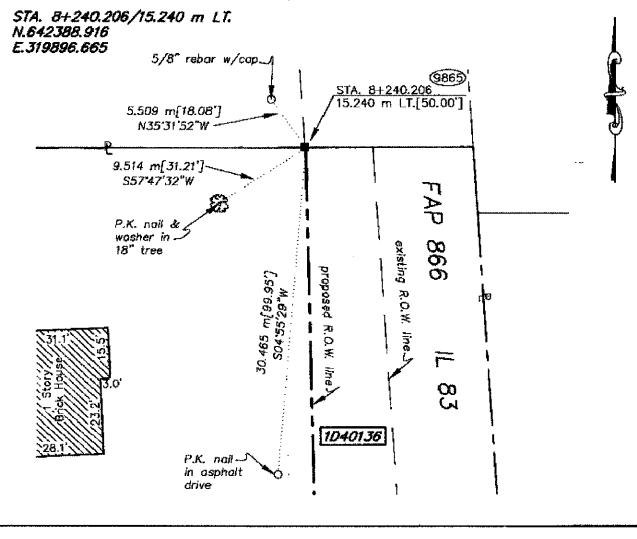 STA. 8+240.206/15.240 m LT.
N.642388.916
E.319896.665
5/8" rebar w/cap
9865
STA. 8+240.206
15.240 m LT.[50.00']
5.509 m[18.08']
N35°31'52"W
9.514 m[31.21']
S57°47'32"W
P.K. nail &
washer in
18" tree
30.465 m[99.95']
S04°55'29"W
proposed R.O.W. line
existing R.O.W. line
FAP 866 IL 83
31.1'
15.5'
1 Story
Brick House
3.0'
23.2'
28.1'
1D40136
P.K. nail
in asphalt
drive